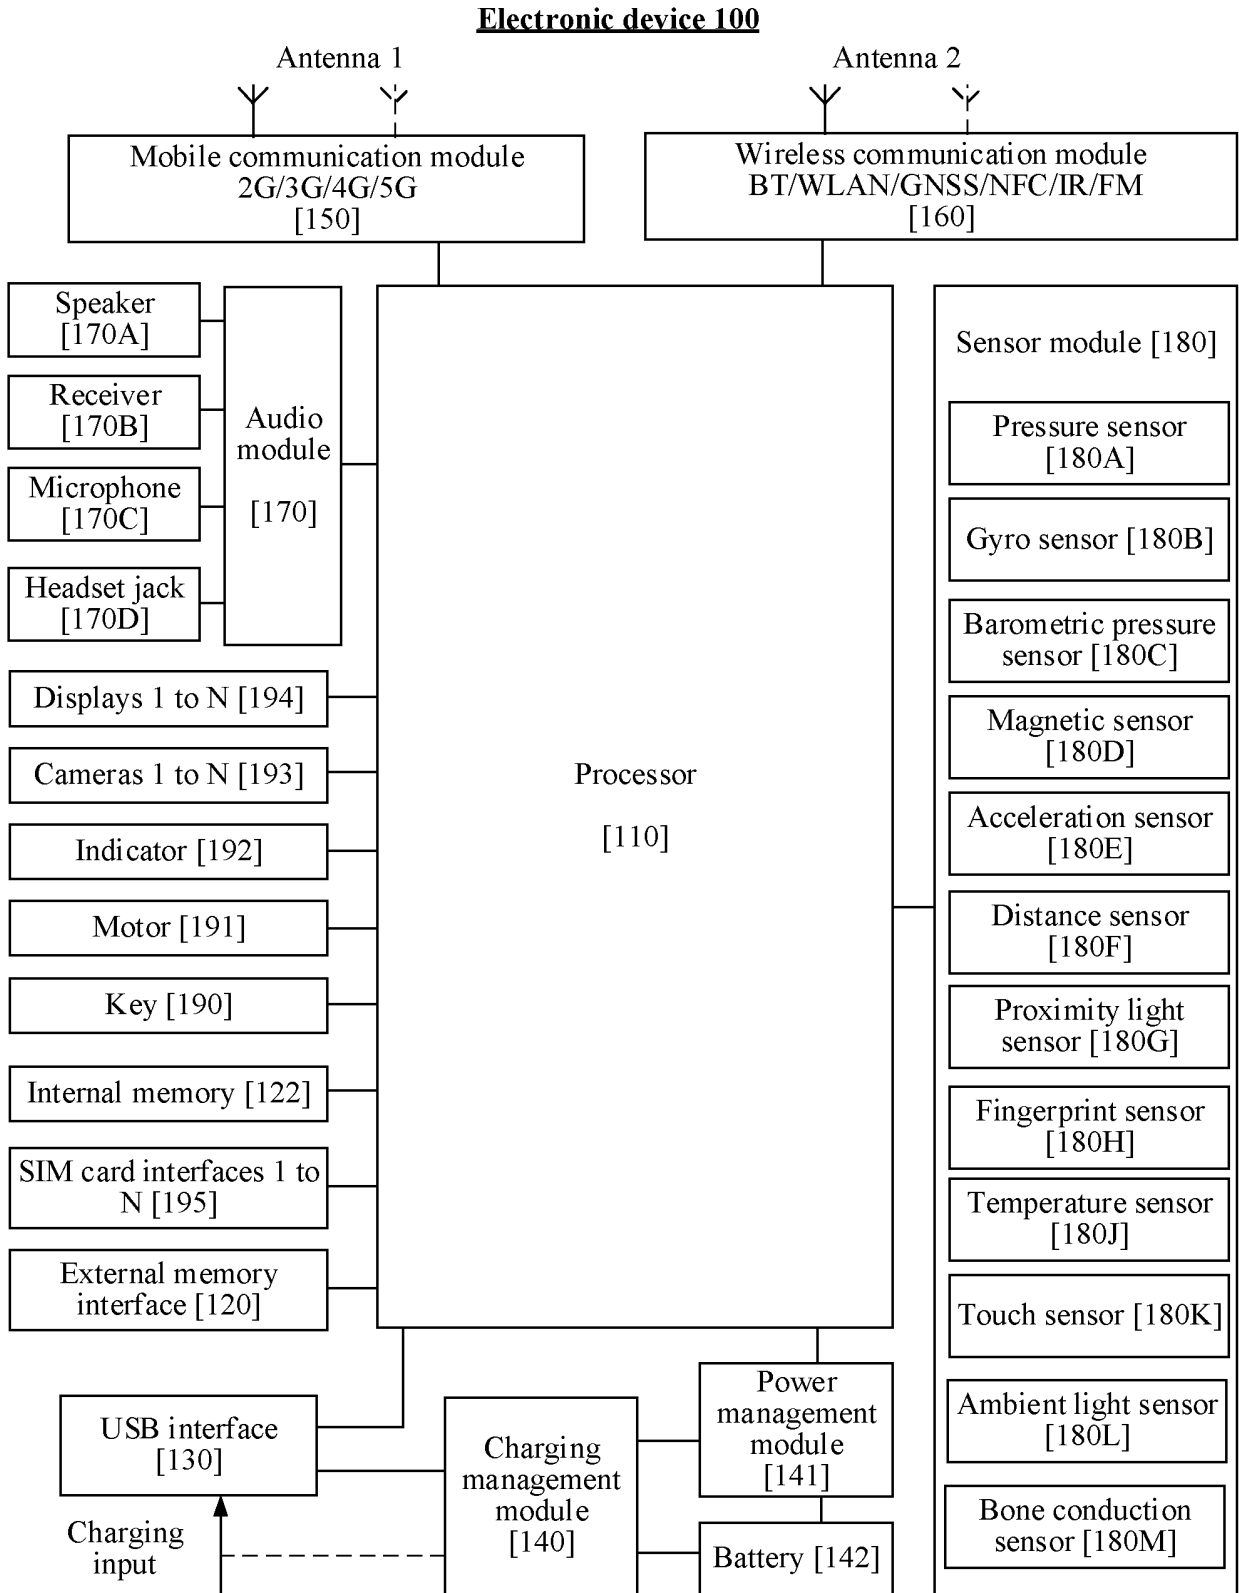 Electronic device 100
Antenna 1
Antenna 2
Mobile communication module
2G/3G/4G/5G
[150]
Wireless communication module
BT/WLAN/GNSS/NFC/IR/FM
[160]
Speaker
[170A]
Receiver
[170B]
Microphone
[170C]
Headset jack
[170D]
Audio
module
[170]
Displays 1 to N [194]
Cameras 1 to N [193]
Indicator [192]
Motor [191]
Key [190]
Internal memory [122]
SIM card interfaces 1 to
N [195]
External memory
interface [120]
Processor
[110]
Sensor module [180]
Pressure sensor
[180A]
Gyro sensor [180B]
Barometric pressure
sensor [180C]
Magnetic sensor
[180D]
Acceleration sensor
[180E]
Distance sensor
[180F]
Proximity light
sensor [180G]
Fingerprint sensor
[180H]
Temperature sensor
[180J]
Touch sensor [180K]
Ambient light sensor
[180L]
Bone conduction
sensor [180M]
USB interface
[130]
Charging
input
Charging
management
module
[140]
Power
management
module
[141]
Battery [142]